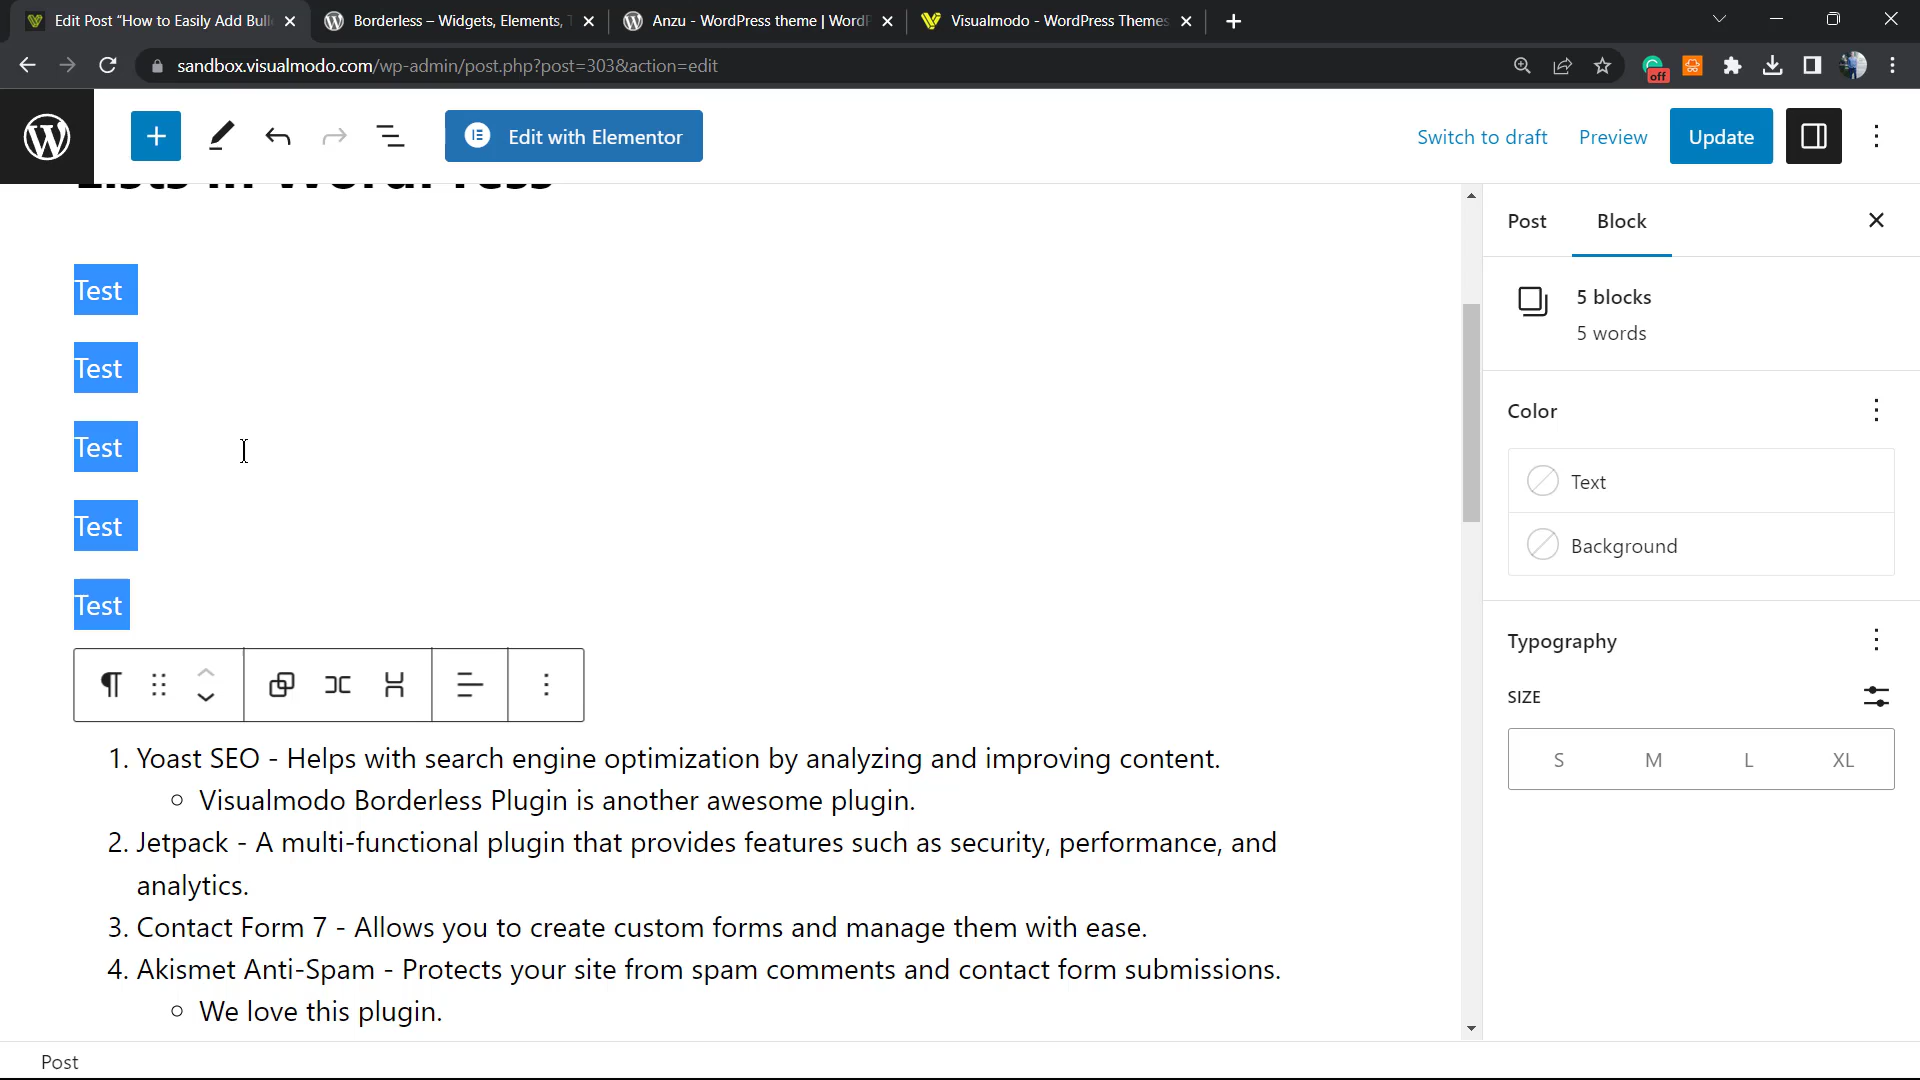 Edit Post “How to Easily Add Bull
Borderless – Widgets, Elements, T
Anzu - WordPress theme | WordP
Visualmodo - WordPress Themes
sandbox.visualmodo.com/wp-admin/post.php?post=303&action=edit
off
Edit with Elementor
Switch to draft
Preview
Update
Lists in WordPress
Post
Block
Test
5 blocks
5 words
Test
Color
Test
Text
Test
Background
Test
Typography
SIZE
S M L XL
1. Yoast SEO - Helps with search engine optimization by analyzing and improving content.
Visualmodo Borderless Plugin is another awesome plugin.
2. Jetpack - A multi-functional plugin that provides features such as security, performance, and
analytics.
3. Contact Form 7 - Allows you to create custom forms and manage them with ease.
4. Akismet Anti-Spam - Protects your site from spam comments and contact form submissions.
We love this plugin.
Post